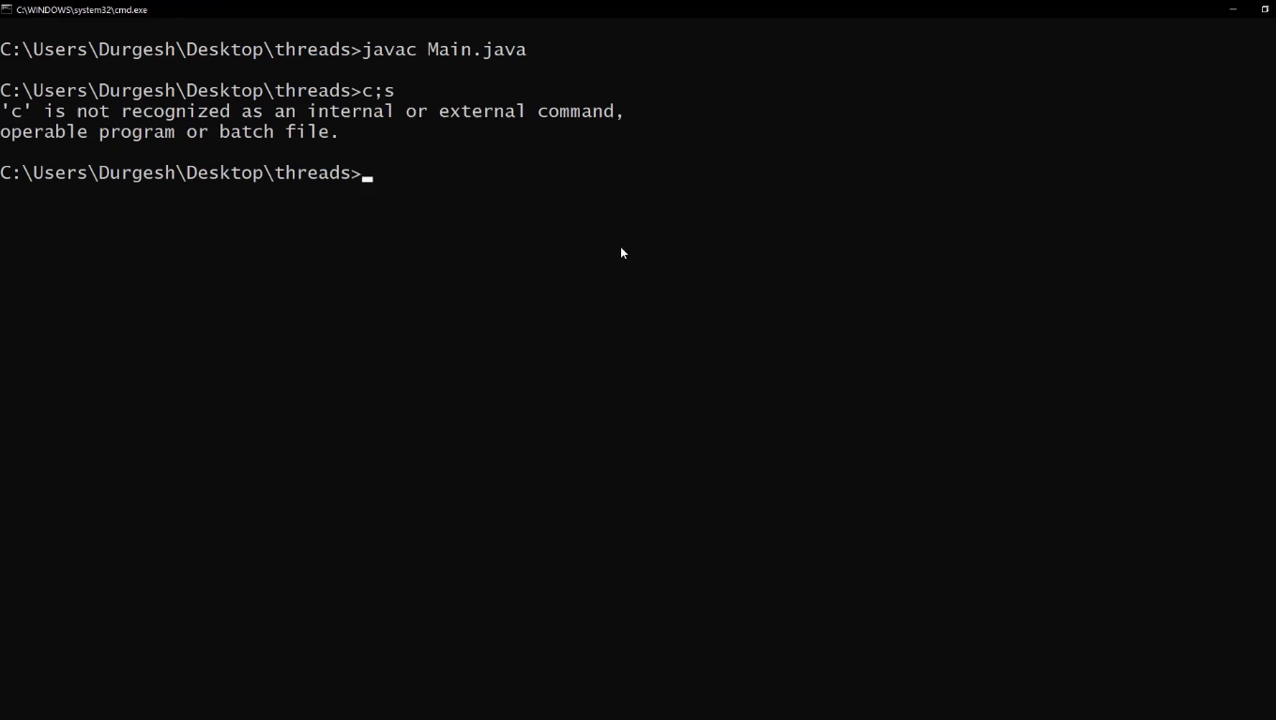 C:\WINDOWS\system32\cmd.exe
C:\Users\Durgesh\Desktop\threads>javac Main.java
C:\Users\Durgesh\Desktop\threads>c;s
'c' is not recognized as an internal or external command,
operable program or batch file.
C:\Users\Durgesh\Desktop\threads>